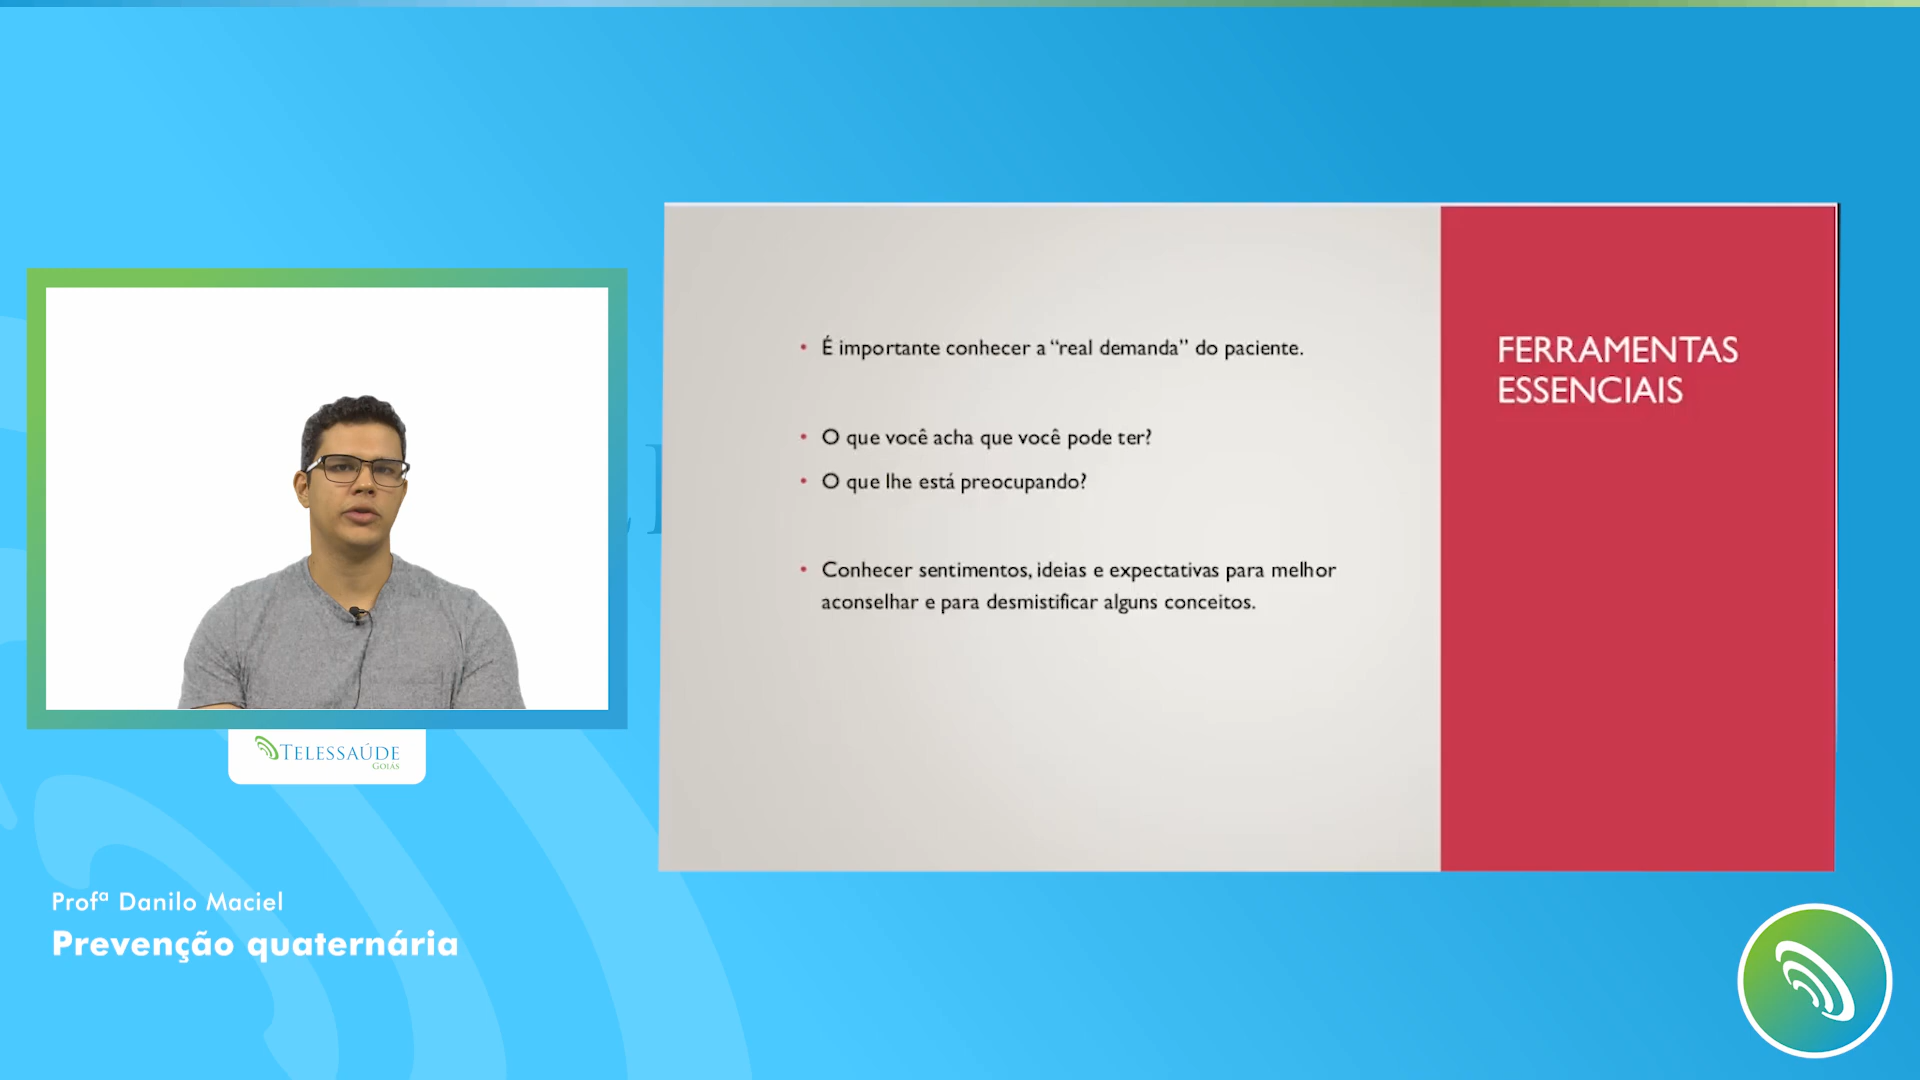 É importante conhecer a “real demanda” do paciente.
O que você acha que você pode ter?
O que lhe está preocupando?
Conhecer sentimentos, ideias e expectativas para melhor
aconselhar e para desmistificar alguns conceitos.
FERRAMENTAS
ESSENCIAIS
TELESSAÚDE
GOIÁS
Profª Danilo Maciel
Prevenção quaternária